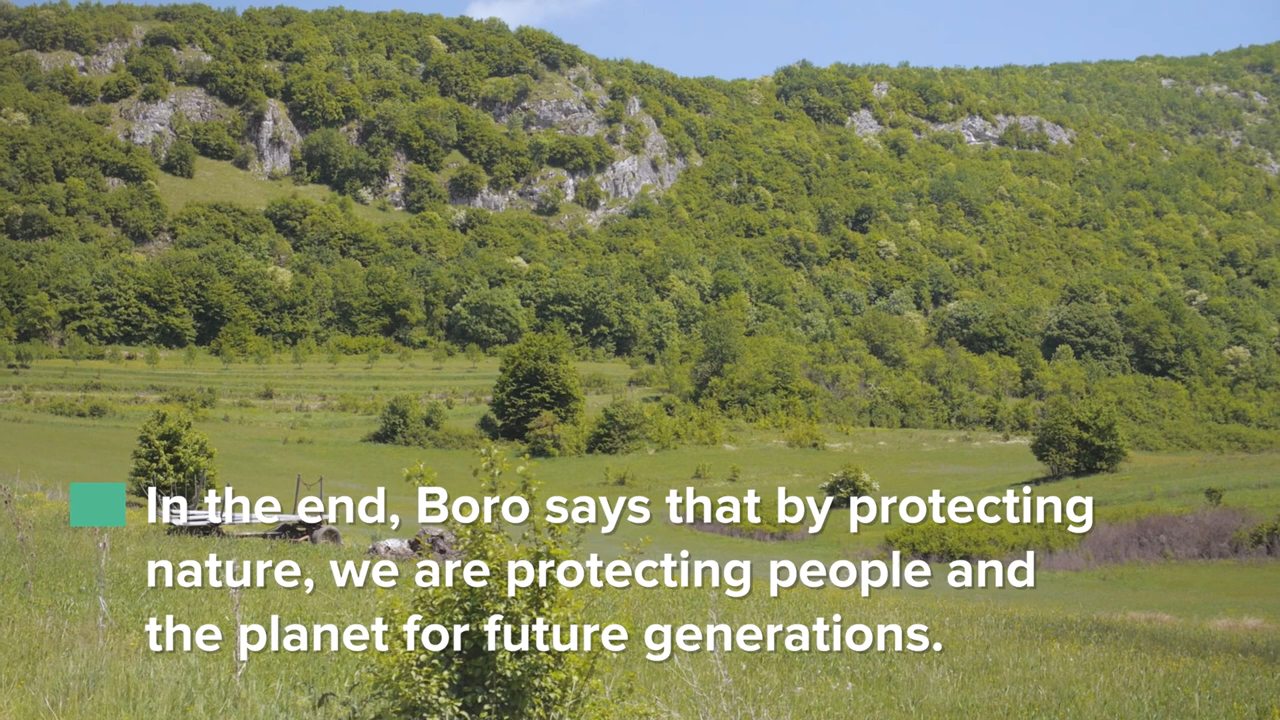 In the end, Boro says that by protecting
nature, we are protecting people and
the planet for future generations.